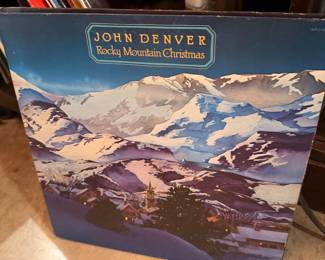 JOHN DENVER
Rocky Mountain Christmas